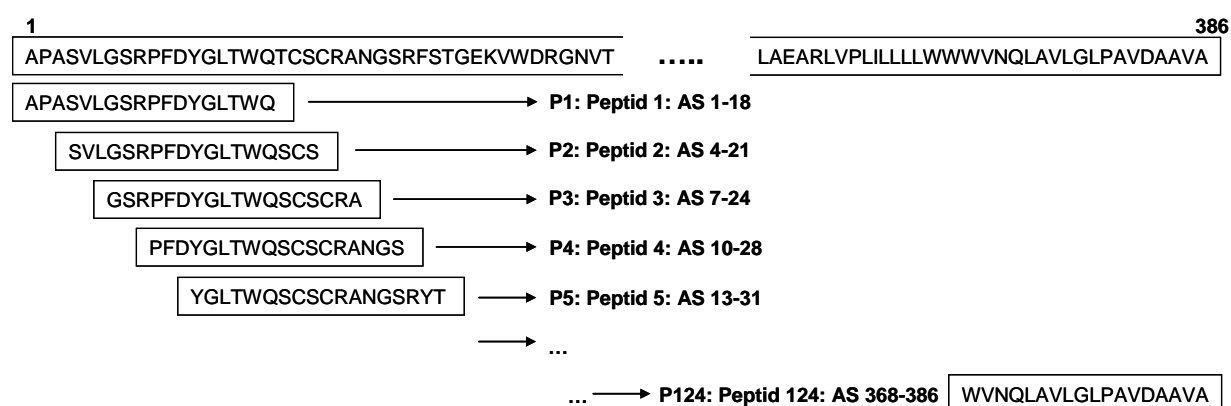 1 386
APASVLGSRPFDYGLTWQTCSCRANGSRFSTGEKVWDRGNVT ..... LAEARLVPLILLLLWWWVNQLAVLGLPAVDAAVA
APASVLGSRPFDYGLTWQ P1: Peptid 1: AS 1-18
SVLGSRPFDYGLTWQSCS P2: Peptid 2: AS 4-21
GSRPFDYGLTWQSCSCRA P3: Peptid 3: AS 7-24
PFDYGLTWQSCSCRANGS P4: Peptid 4: AS 10-28
YGLTWQSCSCRANGSRYT P5: Peptid 5: AS 13-31
...
... P124: Peptid 124: AS 368-386 WVNQLAVLGLPAVDAAVA